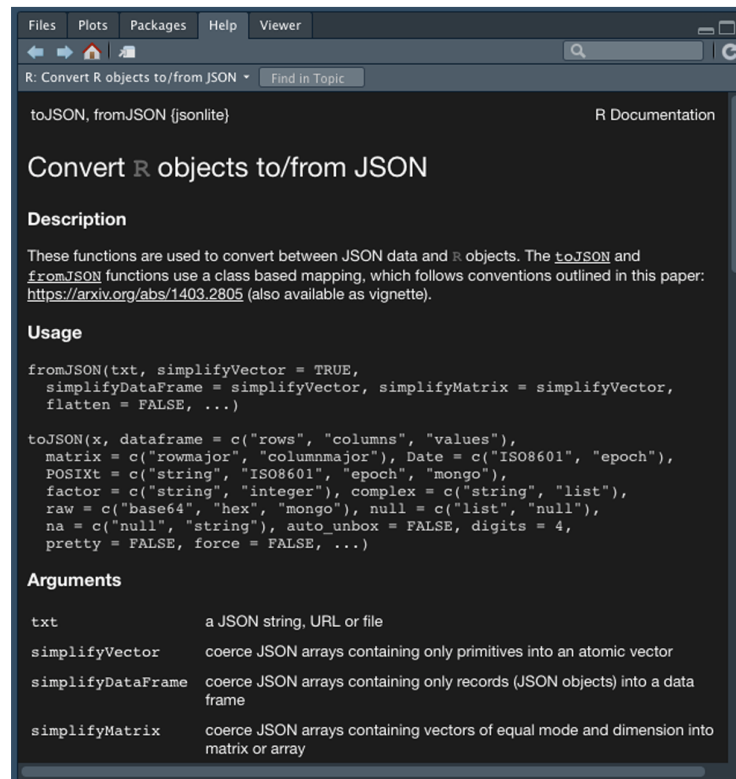 Files Plots Packages Help Viewer
R: Convert R objects to/from JSON Find in Topic
toJSON, fromJSON {jsonlite} R Documentation
Convert R objects to/from JSON
Description
These functions are used to convert between JSON data and R objects. The toJSON and
fromJSON functions use a class based mapping, which follows conventions outlined in this paper:
https://arxiv.org/abs/1403.2805 (also available as vignette).
Usage
fromJSON(txt, simplifyVector = TRUE,
simplifyDataFrame = simplifyVector, simplifyMatrix = simplifyVector,
flatten = FALSE, ...)
toJSON(x, dataframe = c("rows", "columns", "values"),
matrix = c("rowmajor", "columnmajor"), Date = c("ISO8601", "epoch"),
POSIXt = c("string", "ISO8601", "epoch", "mongo"),
factor = c("string", "integer"), complex = c("string", "list"),
raw = c("base64", "hex", "mongo"), null = c("list", "null"),
na = c("null", "string"), auto_unbox = FALSE, digits = 4,
pretty = FALSE, force = FALSE, ...)
Arguments
txt a JSON string, URL or file
simplifyVector coerce JSON arrays containing only primitives into an atomic vector
simplifyDataFrame coerce JSON arrays containing only records (JSON objects) into a data
frame
simplifyMatrix coerce JSON arrays containing vectors of equal mode and dimension into
matrix or array